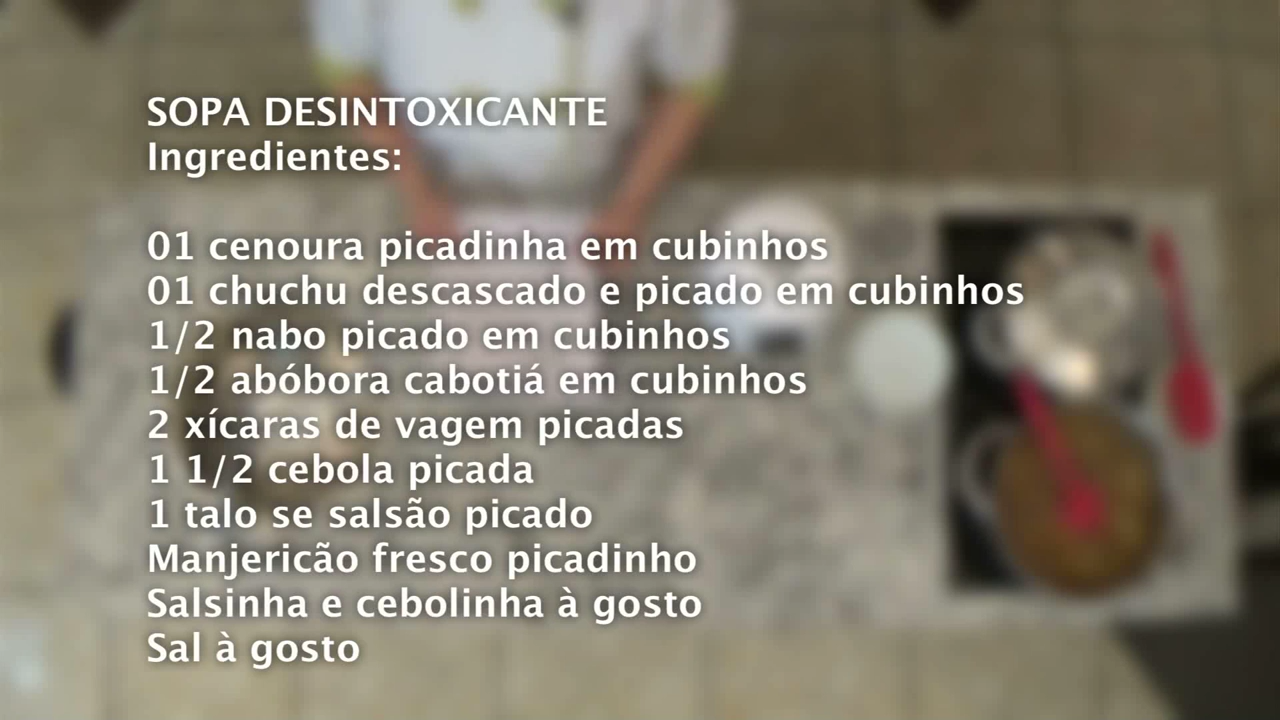 SOPA DESINTOXICANTE
Ingredientes:
01 cenoura picadinha em cubinhos
01 chuchu descascado e picado em cubinhos
1/2 nabo picado em cubinhos
1/2 abóbora cabotiá em cubinhos
2 xícaras de vagem picadas
1 1/2 cebola picada
1 talo se salsão picado
Manjericão fresco picadinho
Salsinha e cebolinha à gosto
Sal à gosto